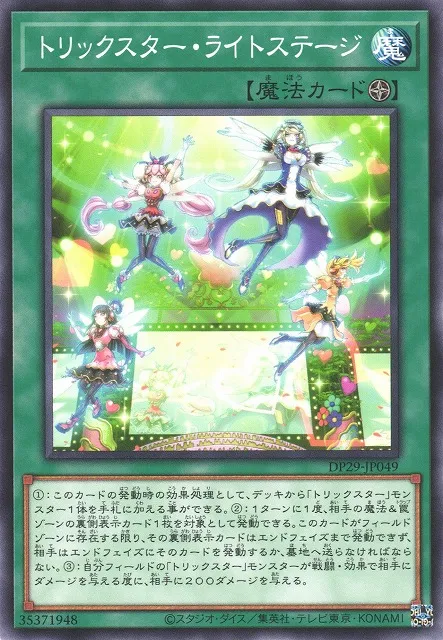 トリックスター・ライトステージ 魔
【魔法カード】
DP29-JP049
①：このカードの発動時の効果処理として、デッキから「トリックスター」モン
スター1体を手札に加える事ができる。②：1ターンに1度、相手の魔法&罠
ゾーンの裏側表示カード1枚を対象として発動できる。このカードがフィールド
ゾーンに存在する限り、その裏側表示カードはエンドフェイズまで発動できず、
相手はエンドフェイズにそのカードを発動するか、墓地へ送らなければならな
い。③：自分フィールドの「トリックスター」モンスターが戦闘・効果で相手に
ダメージを与える度に、相手に200ダメージを与える。
35371948 ©スタジオ・ダイス/集英社・テレビ東京・KONAMI